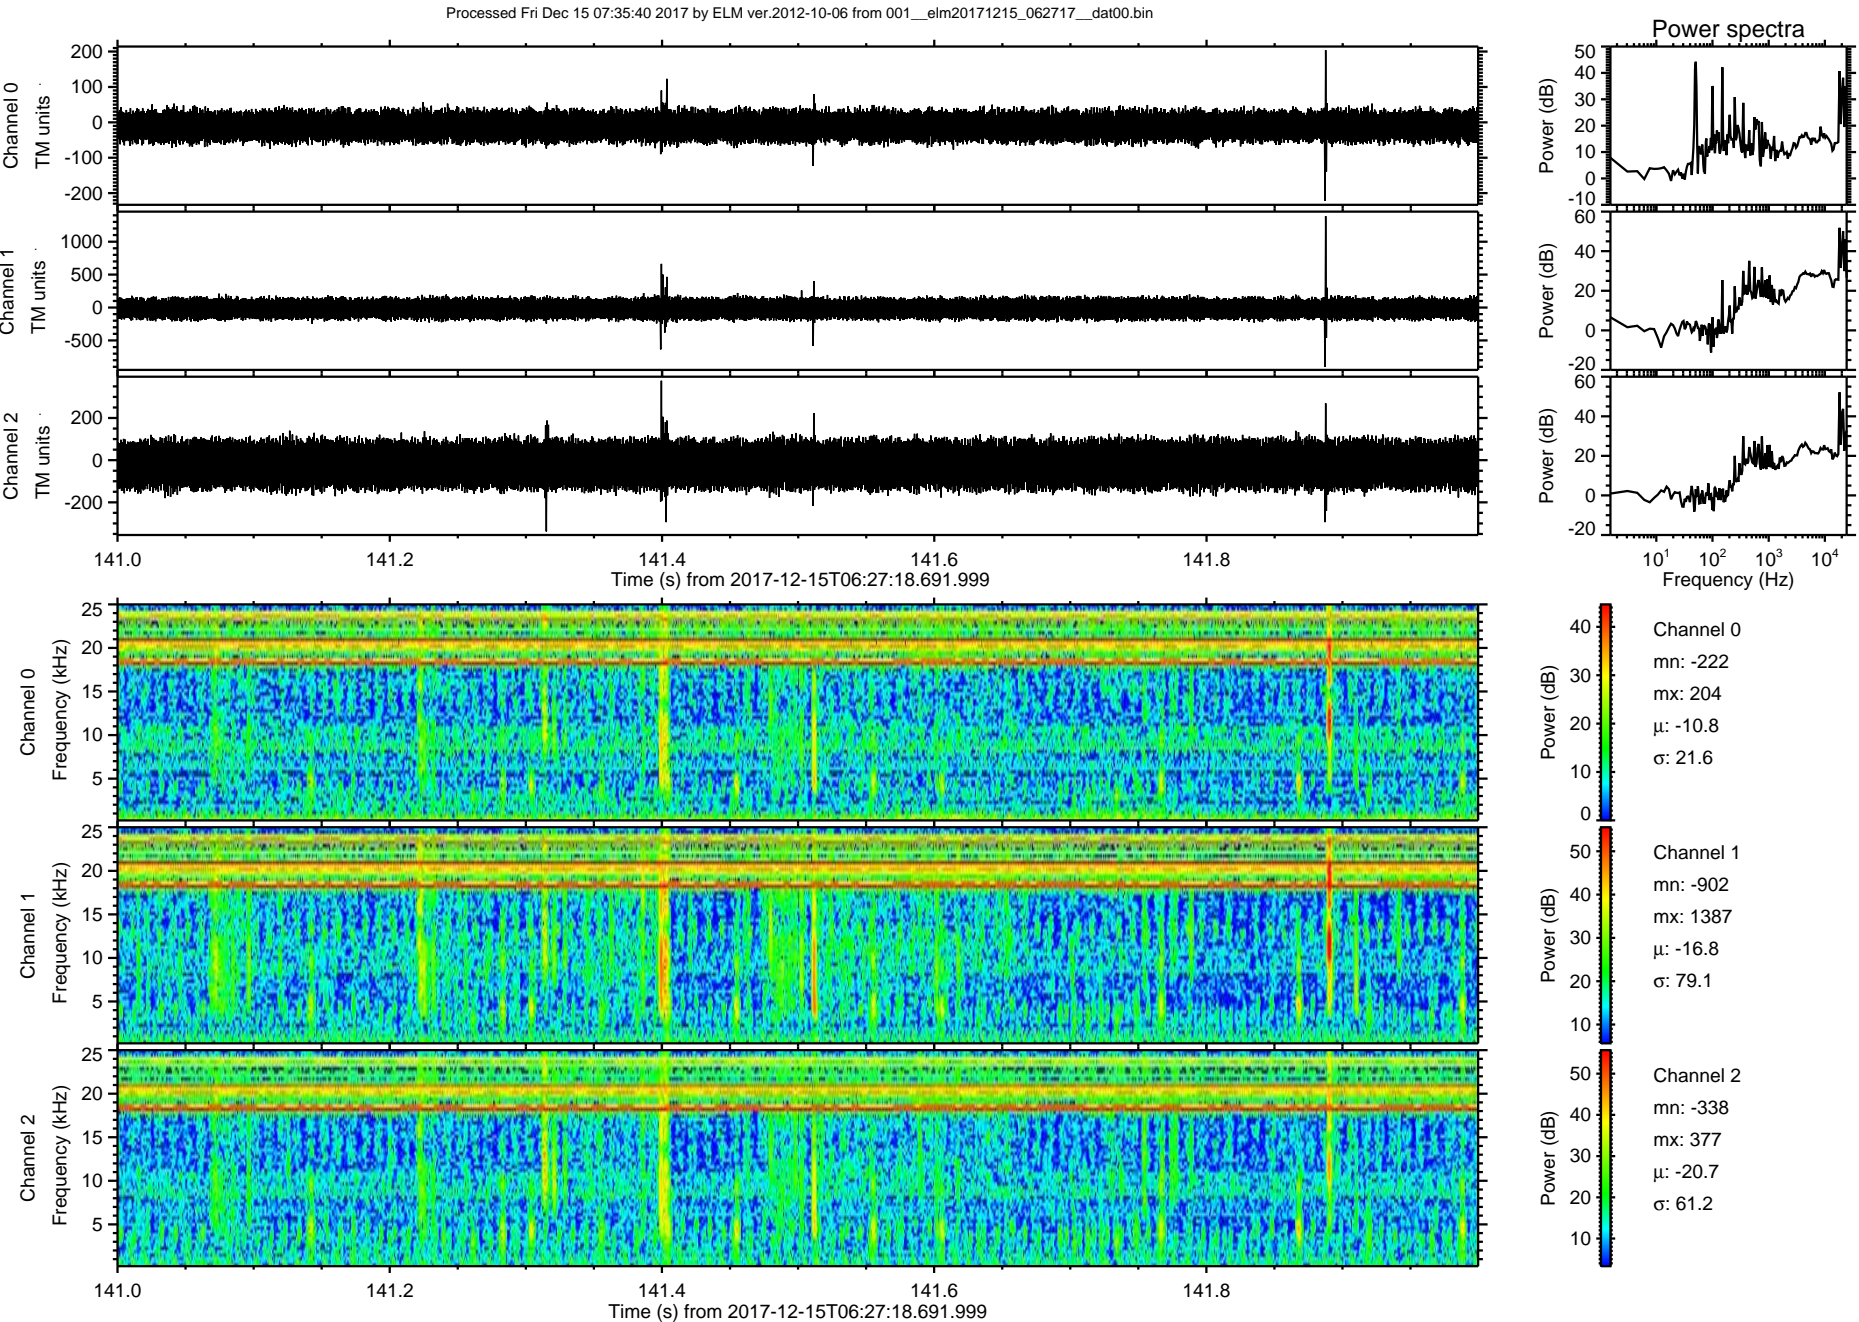 Processed Fri Dec 15 07:35:40 2017 by ELM ver.2012-10-06 from 001__elm20171215_062717__dat00.bin
Power spectra
Channel 0
TM units
200
100
0
-100
-200
Power (dB)
50
40
30
20
10
0
-10
Channel 1
TM units
1000
500
0
-500
Power (dB)
60
40
20
0
-20
Channel 2
TM units
200
0
-200
Power (dB)
60
40
20
0
-20
141.0 141.2 141.4 141.6 141.8
Time (s) from 2017-12-15T06:27:18.691.999
10^1 10^2 10^3 10^4
Frequency (Hz)
Channel 0
Frequency (kHz)
25
20
15
10
5
Power (dB)
40
30
20
10
0
Channel 0
mn: -222
mx: 204
μ: -10.8
σ: 21.6
Channel 1
Frequency (kHz)
25
20
15
10
5
Power (dB)
50
40
30
20
10
Channel 1
mn: -902
mx: 1387
μ: -16.8
σ: 79.1
Channel 2
Frequency (kHz)
25
20
15
10
5
Power (dB)
50
40
30
20
10
Channel 2
mn: -338
mx: 377
μ: -20.7
σ: 61.2
141.0 141.2 141.4 141.6 141.8
Time (s) from 2017-12-15T06:27:18.691.999